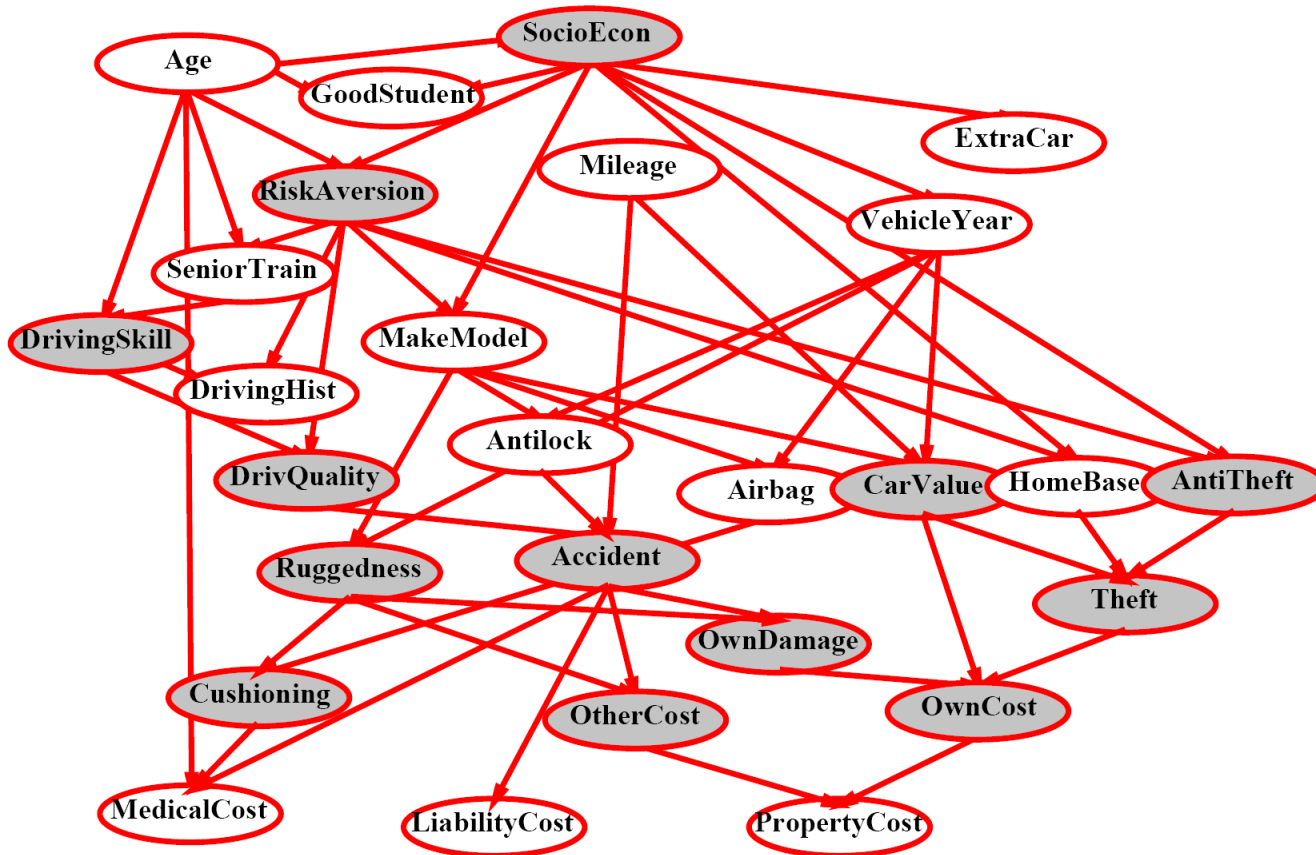 SocioEcon
Age
GoodStudent
ExtraCar
Mileage
RiskAversion
VehicleYear
SeniorTrain
DrivingSkill
MakeModel
DrivingHist
Antilock
DrivQuality
Airbag
CarValue
HomeBase
AntiTheft
Ruggedness
Accident
Theft
OwnDamage
Cushioning
OtherCost
OwnCost
MedicalCost
LiabilityCost
PropertyCost